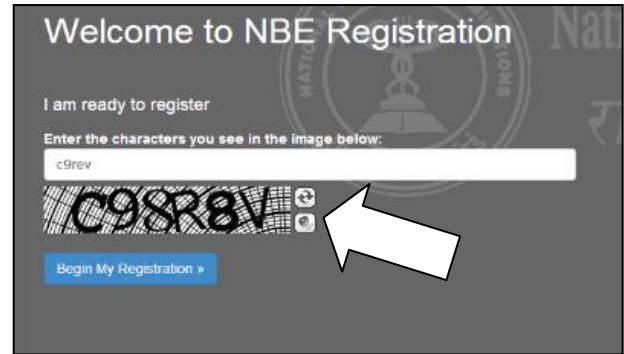 Welcome to NBE Registration
I am ready to register
Enter the characters you see in the image below:
c9rev
Begin My Registration »